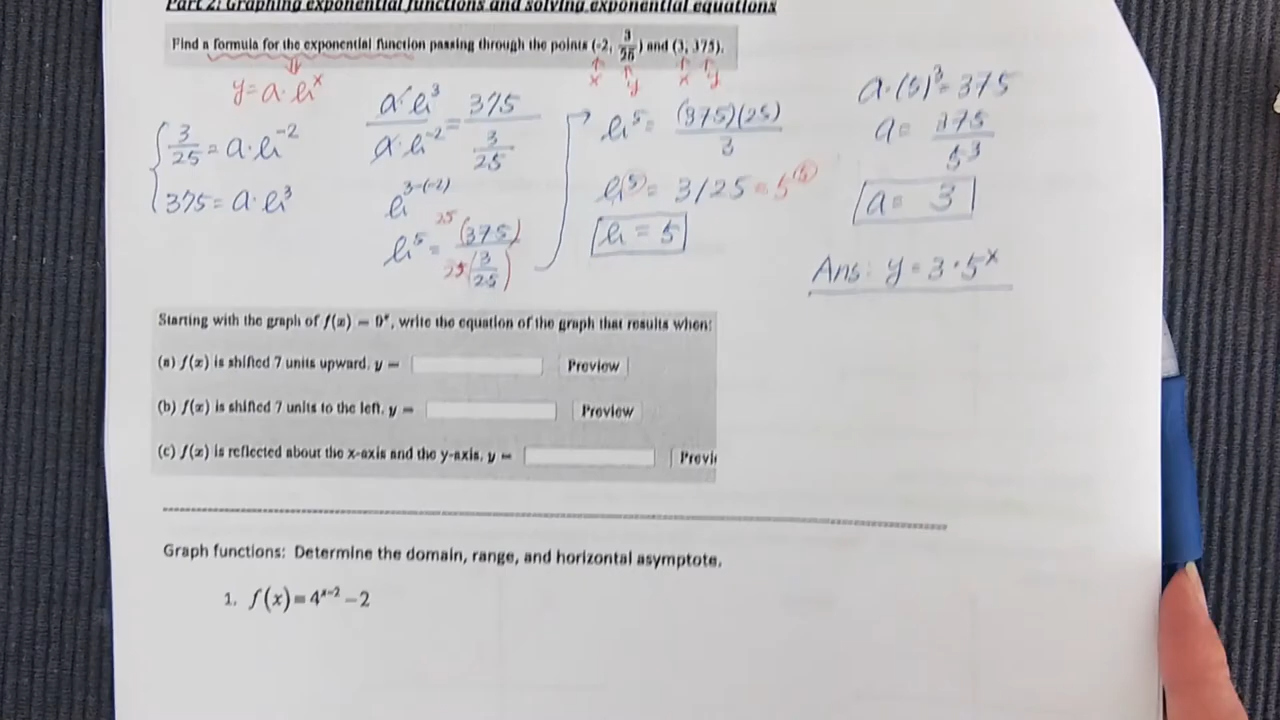 Part 2: Graphing exponential functions and solving exponential equations
Find a formula for the exponential function passing through the points (-2, 3/25) and (3, 375).
x y x y
y = a · b^x
{ 3/25 = a · b^-2
375 = a · b^3
a · b^3 / a · b^-2 = 375 / (3/25)
b^3-(-2)
b^5 = 25 (375) / 25 (3/25)
b^5 = (375)(25) / 3
b^5 = 3125 = 5^5
b = 5
a · (5)^3 = 375
a = 375 / 5^3
a = 3
Ans: y = 3 · 5^x
Starting with the graph of f(x) = 9^x, write the equation of the graph that results when:
(a) f(x) is shifted 7 units upward. y =
Preview
(b) f(x) is shifted 7 units to the left. y =
Preview
(c) f(x) is reflected about the x-axis and the y-axis. y =
Previ
Graph functions: Determine the domain, range, and horizontal asymptote.
1. f(x) = 4^x-2 – 2